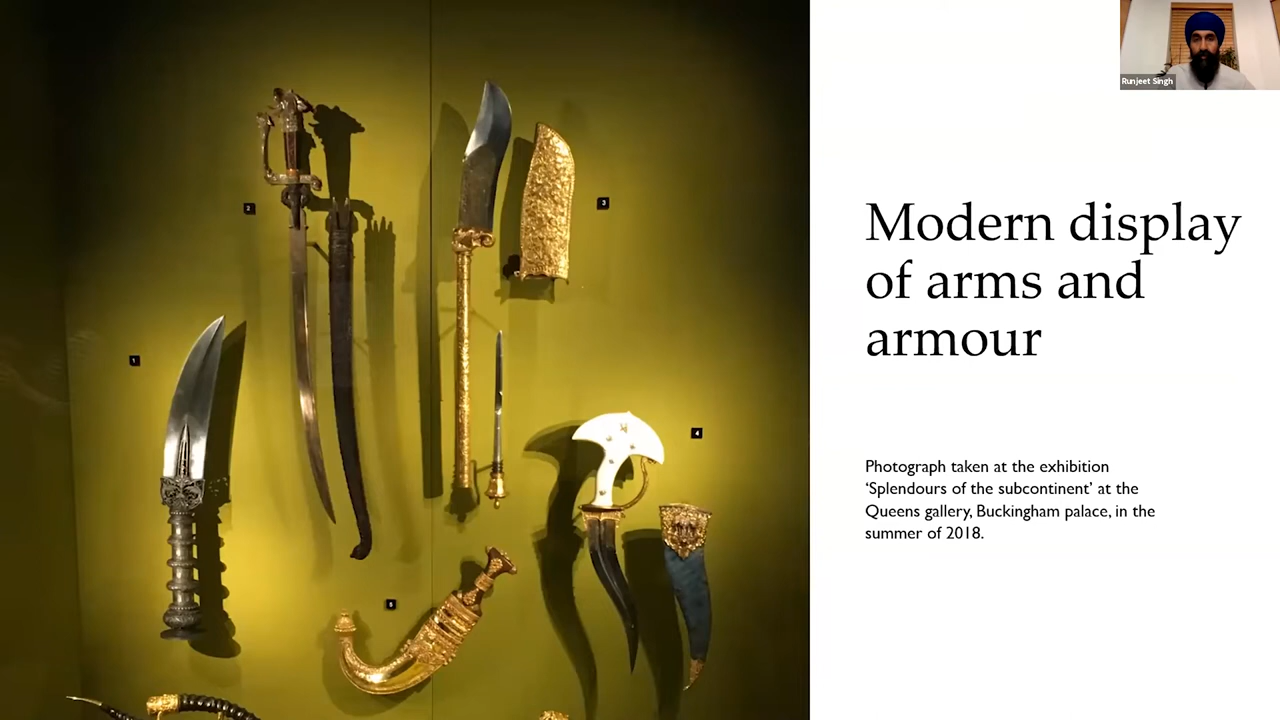 Runjeet Singh
Modern display
of arms and
armour
Photograph taken at the exhibition
‘Splendours of the subcontinent’ at the
Queens gallery, Buckingham palace, in the
summer of 2018.
2
3
1
4
5